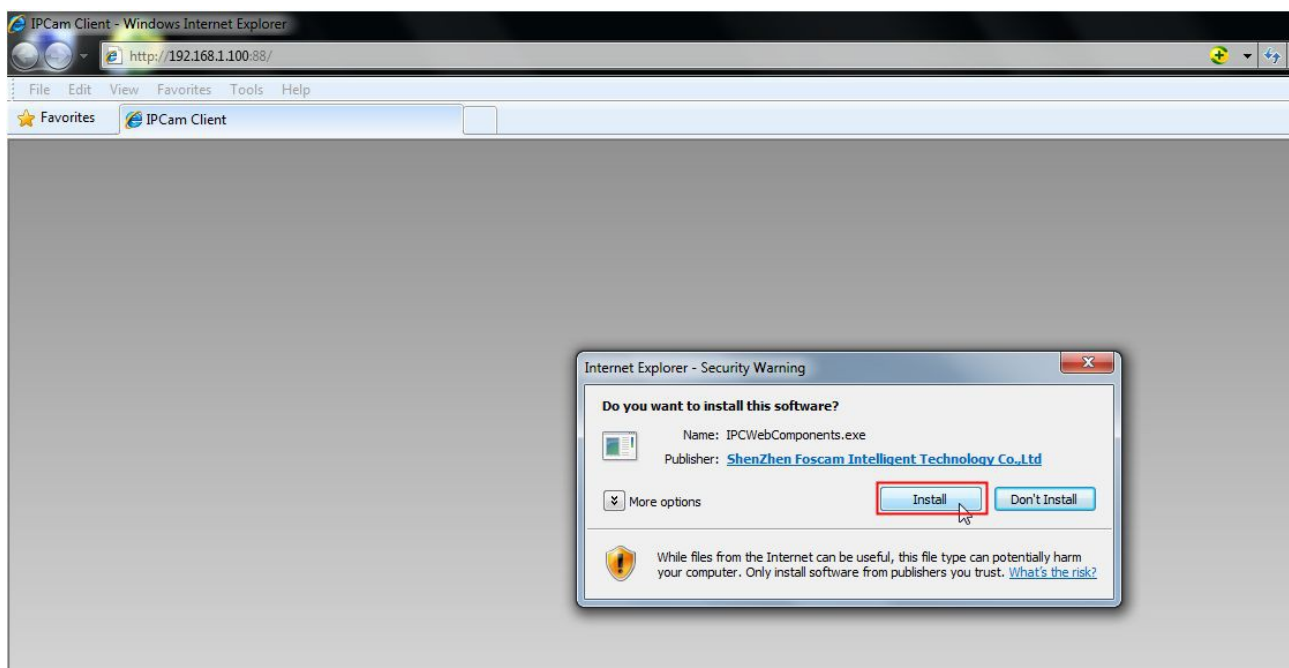 IPCam Client - Windows Internet Explorer
http://192.168.1.100:88/
File Edit View Favorites Tools Help
Favorites IPCam Client
Internet Explorer - Security Warning
Do you want to install this software?
Name: IPCWebComponents.exe
Publisher: ShenZhen Foscam Intelligent Technology Co.,Ltd
More options Install Don't Install
While files from the Internet can be useful, this file type can potentially harm
your computer. Only install software from publishers you trust. What's the risk?